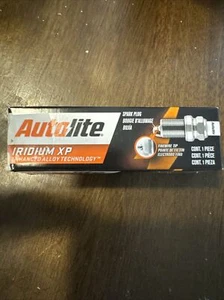 Autolite
IRIDIUM XP
ENHANCED ALLOY TECHNOLOGY™
SPARK PLUG
BOUGIE D'ALLUMAGE
BUJÍA
CONT. 1 PIECE
CONT. 1 PIÈCE
CONT. 1 PIEZA